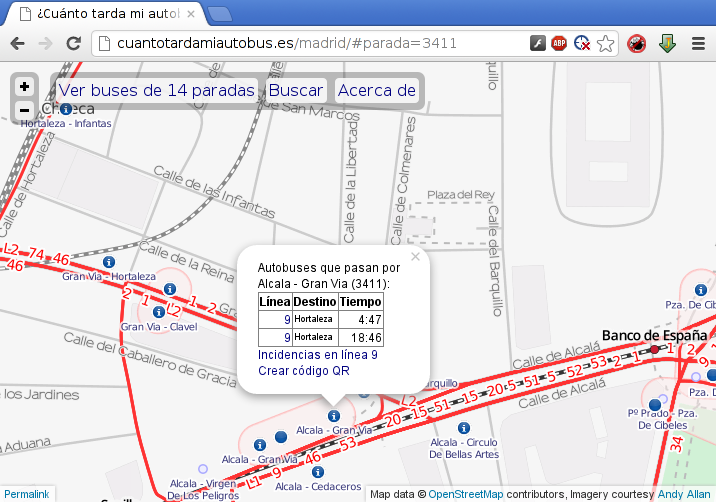 ¿Cuánto tarda mi autob
cuantotardamiautobus.es/madrid/#parada=3411
ABP
+
−
Ver buses de 14 paradas
Buscar
Acerca de
Hortaleza - Infantas
Calle de Hortaleza
Calle de las Infantas
Calle de la Libertad
Calle de Colmenares
Plaza del Rey
Calle del Barquillo
Barquillo
San Marcos
Calle de la Reina
L2 74 46
46
Gran Via - Hortaleza
2 1
1 2
Gran Via - Clavel
Calle del Caballero de Gracia
Autobuses que pasan por
Alcala - Gran Via (3411):
Línea Destino Tiempo
9 Hortaleza 4:47
9 Hortaleza 18:46
Incidencias en línea 9
Crear código QR
Pza. De Cibe
Banco de España
Calle de Alcalá
Calle de Alcalá
L2
20 15 51 15 20 5 51 5 52 53 2 1
1 2
9 1
34
Pº Prado - Pza.
De Cibeles
de los Jardines
Aduana
Alcala - Gran Via
Alcala - Gran Via
Alcala - Circulo
De Bellas Artes
Alcala - Virgen
De Los Peligros
Alcala - Cedaceros
L1 9 46 53
Permalink
Map data © OpenStreetMap contributors, Imagery courtesy Andy Allan